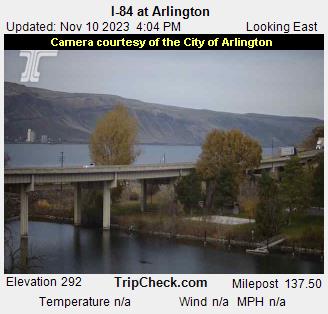 I-84 at Arlington
Updated: Nov 10 2023 4:04 PM Looking East
Camera courtesy of the City of Arlington
Elevation 292 TripCheck.com Milepost 137.50
Temperature n/a Wind n/a MPH n/a